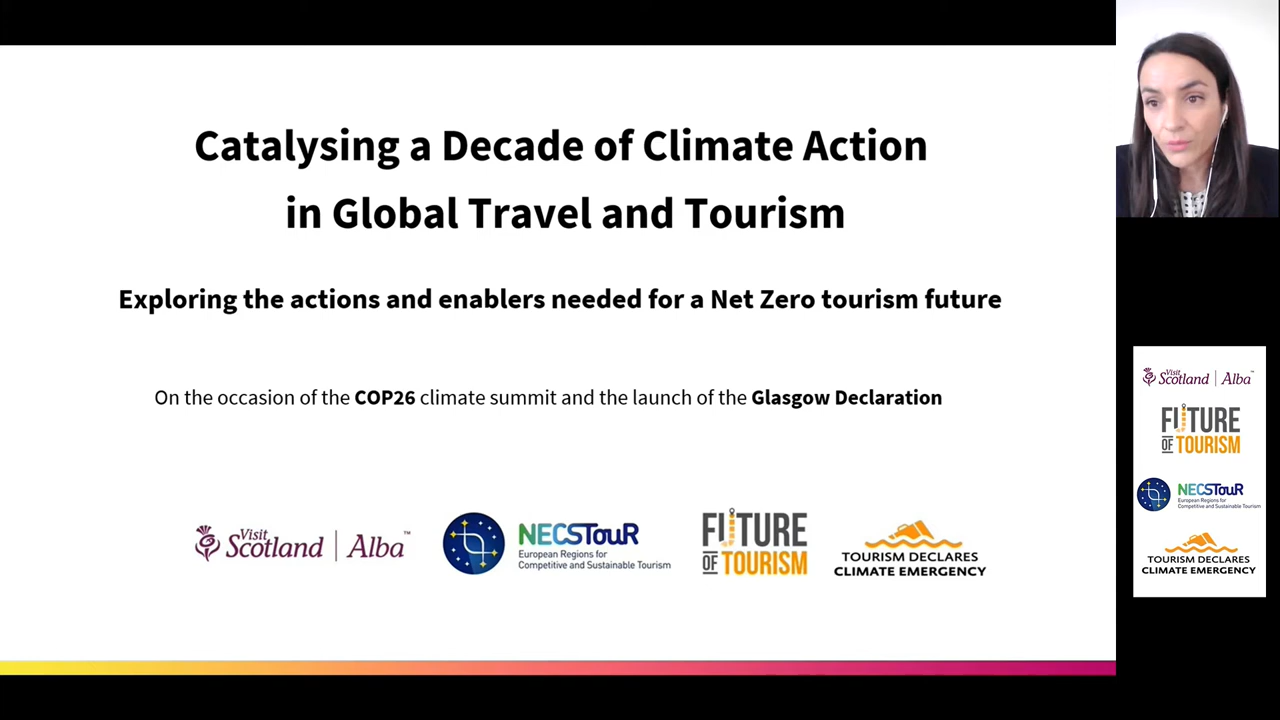 Catalysing a Decade of Climate Action
in Global Travel and Tourism
Exploring the actions and enablers needed for a Net Zero tourism future
On the occasion of the COP26 climate summit and the launch of the Glasgow Declaration
Visit
Scotland | Alba™
NECSTouR
European Regions for
Competitive and Sustainable Tourism
FUTURE
OF TOURISM
TOURISM DECLARES
CLIMATE EMERGENCY
Visit
Scotland | Alba™
FUTURE
OF TOURISM
NECSTouR
European Regions for
Competitive and Sustainable Tourism
TOURISM DECLARES
CLIMATE EMERGENCY